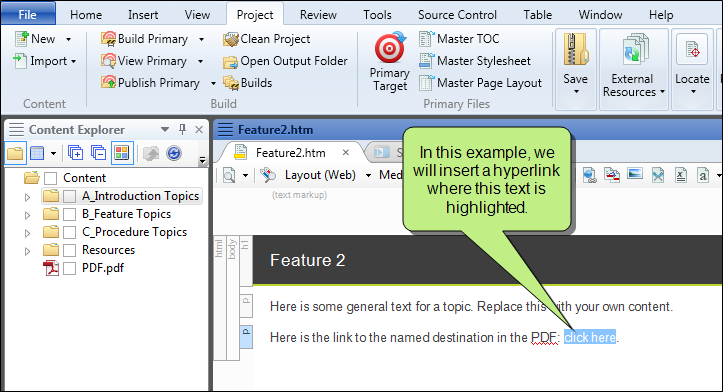 File Home Insert View Project Review Tools Source Control Table Window Help
New Build Primary Clean Project Master TOC
Import View Primary Open Output Folder Master Stylesheet
Publish Primary Builds Master Page Layout
Primary Target
Save
External Resources
Locate
Content Build Primary Files
Content Explorer
Feature2.htm
Feature2.htm S
Layout (Web) Med
(text markup)
In this example, we
will insert a hyperlink
where this text is
highlighted.
Content
A_Introduction Topics
B_Feature Topics
C_Procedure Topics
Resources
PDF.pdf
html body h1
Feature 2
p
Here is some general text for a topic. Replace this with your own content.
p
Here is the link to the named destination in the PDF: click here.